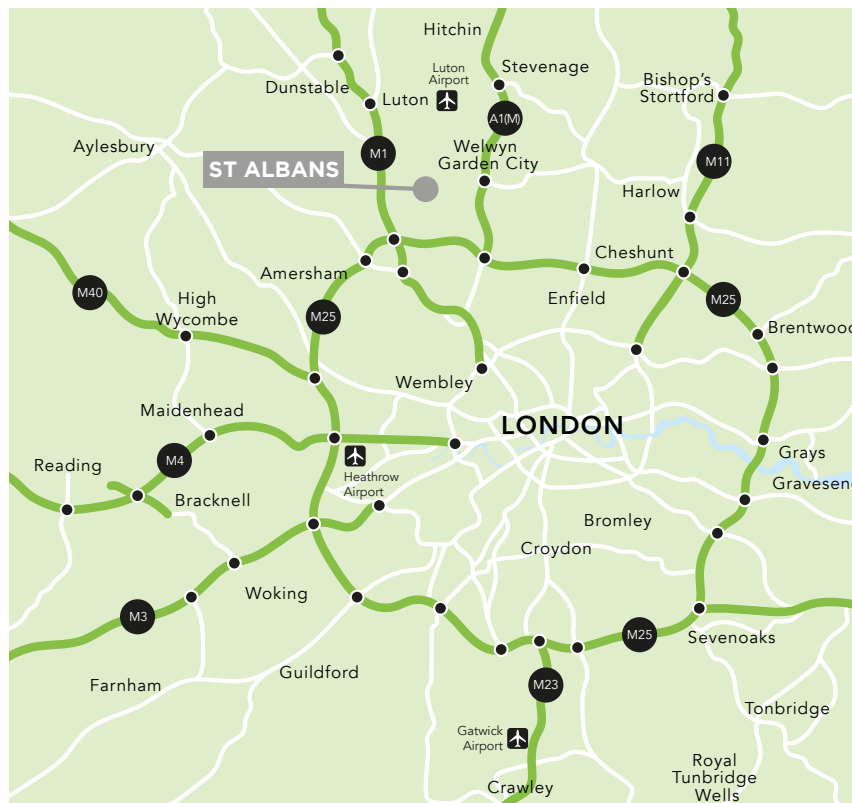 Hitchin
Luton
Airport
Stevenage
Dunstable
Luton
Bishop's
Stortford
A1(M)
Aylesbury
M1
Welwyn
Garden City
M11
ST ALBANS
Harlow
Cheshunt
Amersham
M40
Enfield
High
Wycombe
M25
M25
Brentwood
Wembley
Maidenhead
LONDON
M4
Reading
Grays
Heathrow
Airport
Gravesend
Bracknell
Bromley
Croydon
Woking
M3
M25
Sevenoaks
Guildford
Farnham
M23
Tonbridge
Gatwick
Airport
Royal
Tunbridge
Wells
Crawley